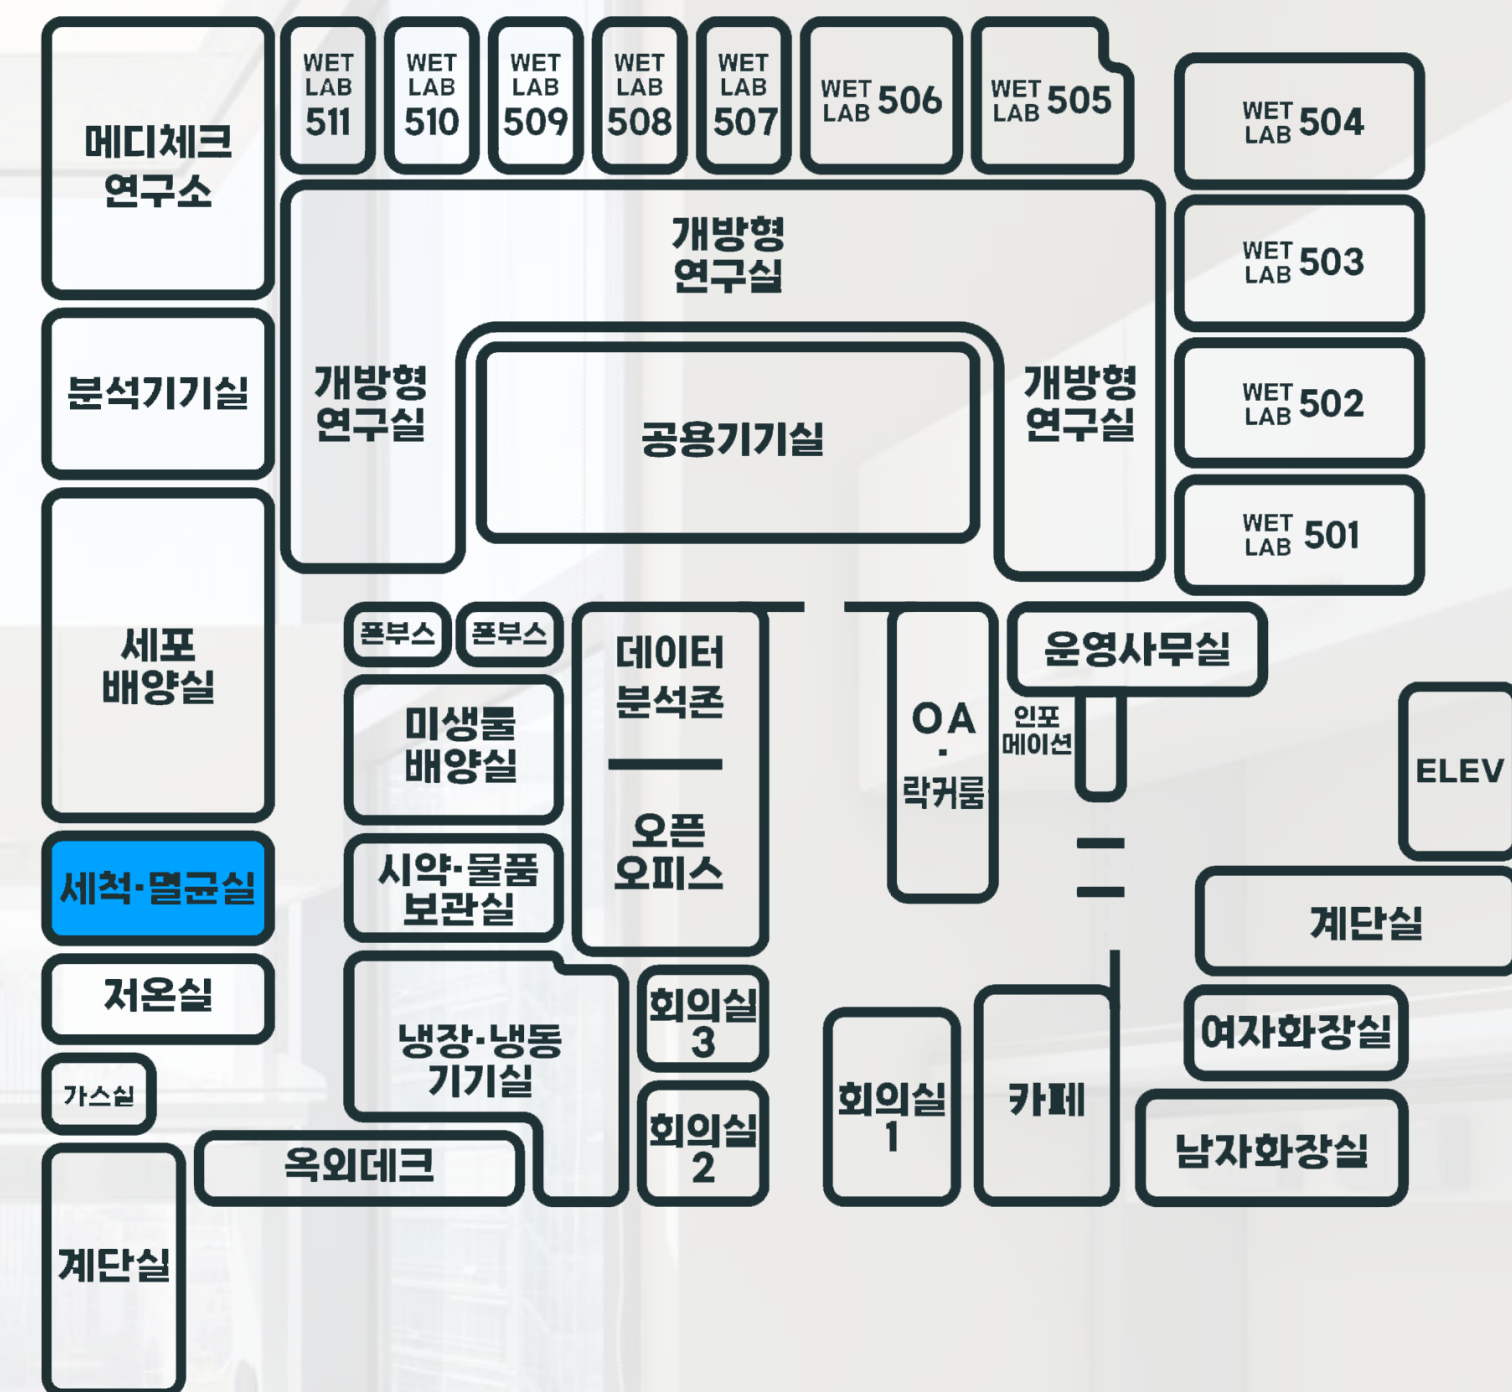 메디체크
연구소
WET
LAB
511
WET
LAB
510
WET
LAB
509
WET
LAB
508
WET
LAB
507
WET
LAB 506
WET
LAB 505
WET
LAB 504
개방형
연구실
WET
LAB 503
분석기기실
개방형
연구실
공용기기실
개방형
연구실
WET
LAB 502
WET
LAB 501
세포
배양실
폰부스
폰부스
데이터
분석존
오픈
오피스
미생물
배양실
OA
·
락커룸
운영사무실
인포
메이션
ELEV
세척·멸균실
시약·물품
보관실
계단실
저온실
냉장·냉동
기기실
회의실
3
여자화장실
가스실
회의실
2
회의실
1
카페
남자화장실
옥외데크
계단실